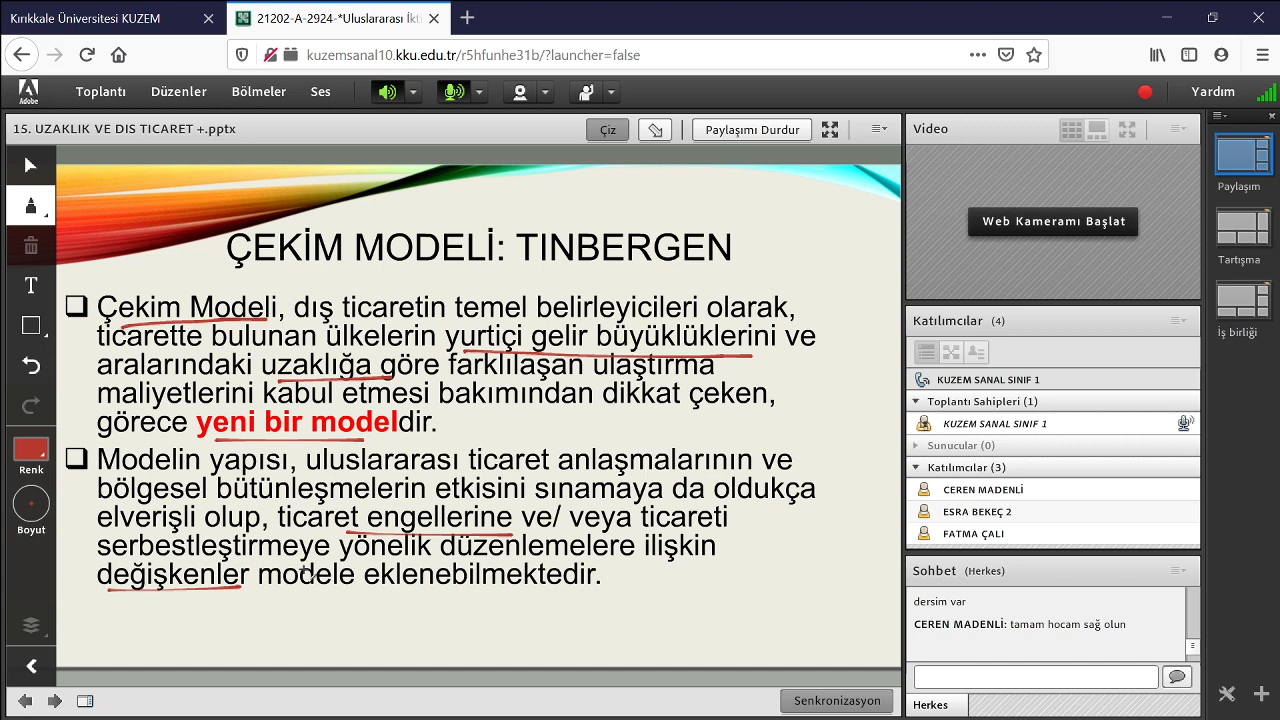 Kırıkkale Üniversitesi KUZEM
21202-A-2924-*Uluslararası İkti
kuzemsanal10.kku.edu.tr/r5hfunhe31b/?launcher=false
Adobe
Toplantı
Düzenler
Bölmeler
Ses
Yardım
15. UZAKLIK VE DIS TICARET +.pptx
Çiz
Paylaşımı Durdur
ÇEKİM MODELİ: TINBERGEN
Çekim Modeli, dış ticaretin temel belirleyicileri olarak,
ticarette bulunan ülkelerin yurtiçi gelir büyüklüklerini ve
aralarındaki uzaklığa göre farklılaşan ulaştırma
maliyetlerini kabul etmesi bakımından dikkat çeken,
görece yeni bir modeldir.
Modelin yapısı, uluslararası ticaret anlaşmalarının ve
bölgesel bütünleşmelerin etkisini sınamaya da oldukça
elverişli olup, ticaret engellerine ve/ veya ticareti
serbestleştirmeye yönelik düzenlemelere ilişkin
değişkenler modele eklenebilmektedir.
T
Renk
Boyut
Senkronizasyon
Video
Web Kameramı Başlat
Katılımcılar (4)
KUZEM SANAL SINIF 1
Toplantı Sahipleri (1)
KUZEM SANAL SINIF 1
Sunucular (0)
Katılımcılar (3)
CEREN MADENLİ
ESRA BEKEÇ 2
FATMA ÇALI
Sohbet (Herkes)
dersim var
CEREN MADENLİ: tamam hocam sağ olun
Herkes
Paylaşım
Tartışma
İş birliği